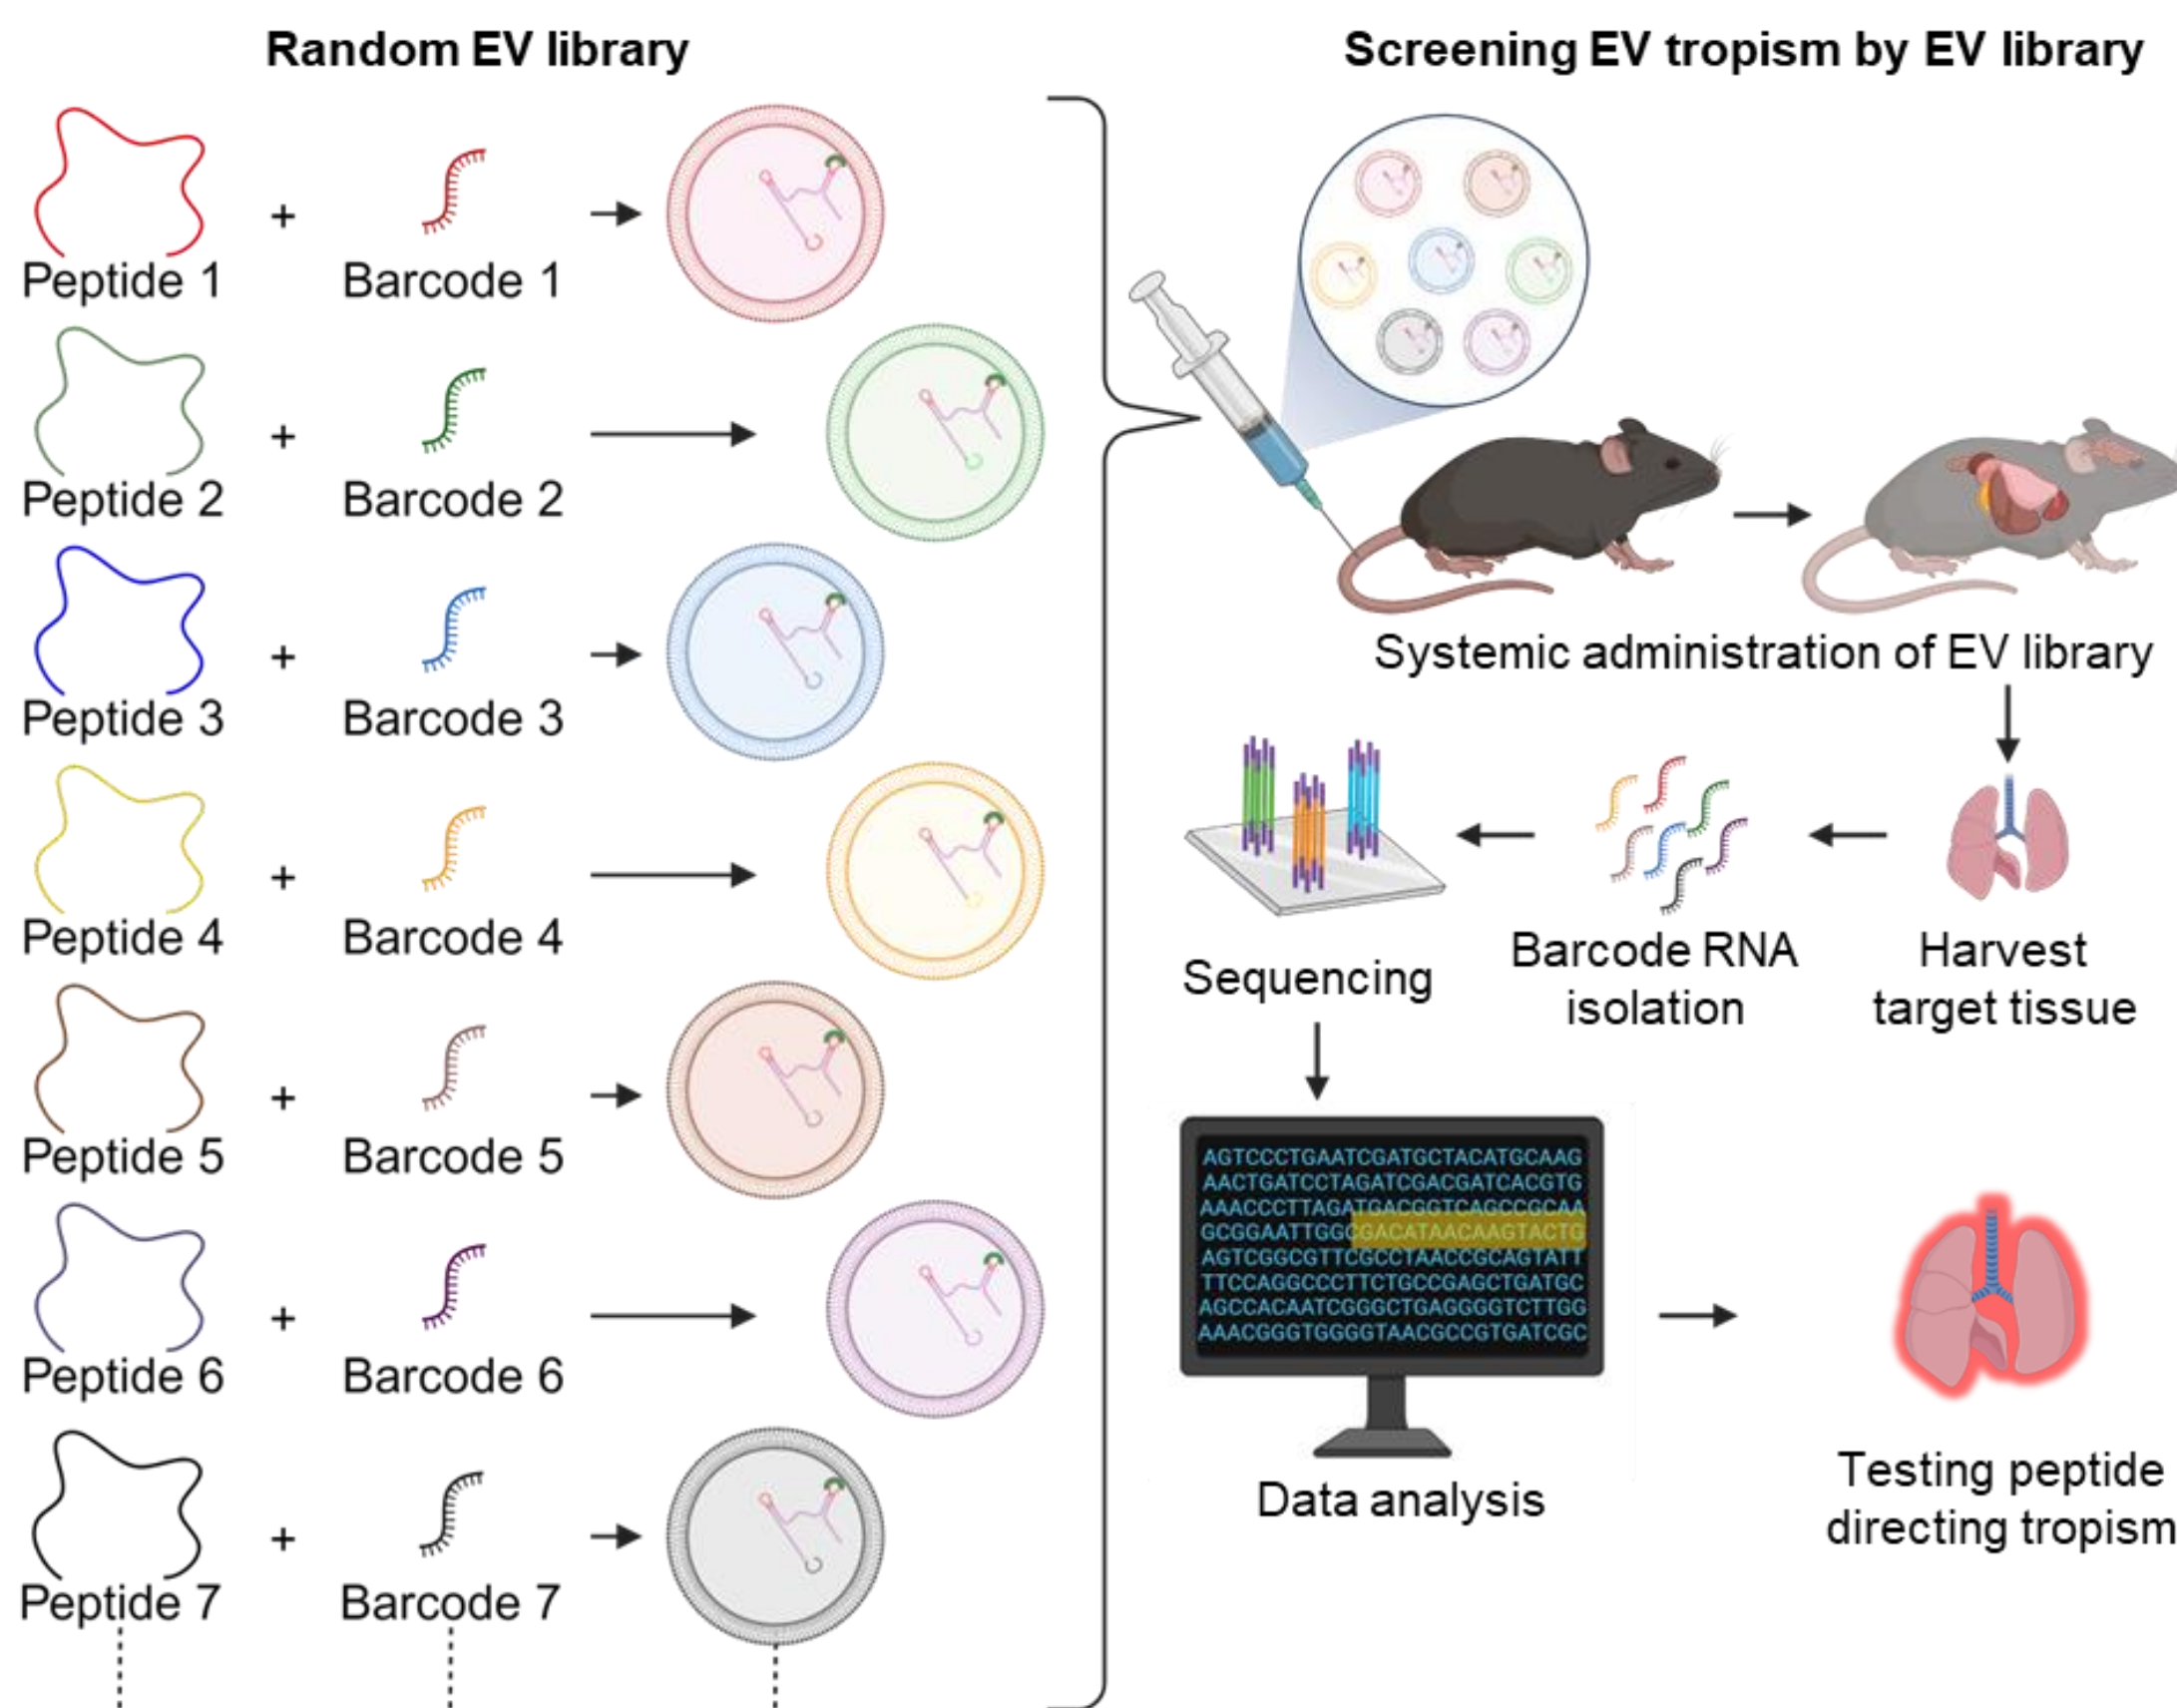 Random EV library
Peptide 1
+
Barcode 1
Peptide 2
+
Barcode 2
Peptide 3
+
Barcode 3
Peptide 4
+
Barcode 4
Peptide 5
+
Barcode 5
Peptide 6
+
Barcode 6
Peptide 7
+
Barcode 7
Screening EV tropism by EV library
Systemic administration of EV library
Harvest
target tissue
Barcode RNA
isolation
Sequencing
AGTCCCTGAATCGATGCTACATGCAAG
AACTGATCCTAGATCGACGATCACGTG
AAACCCTTAGATGACGGTCAGCCGCAA
GCGGAATTGGCGACATAACAAGTACTG
AGTCGGCGTTCGCCTAACCGCAGTATT
TTCCAGGCCCTTCTGCCGAGCTGATGC
AGCCACAATCGGGCTGAGGGGTCTTGG
AAACGGGTGGGGTAACGCCGTGATCGC
Data analysis
Testing peptide
directing tropism